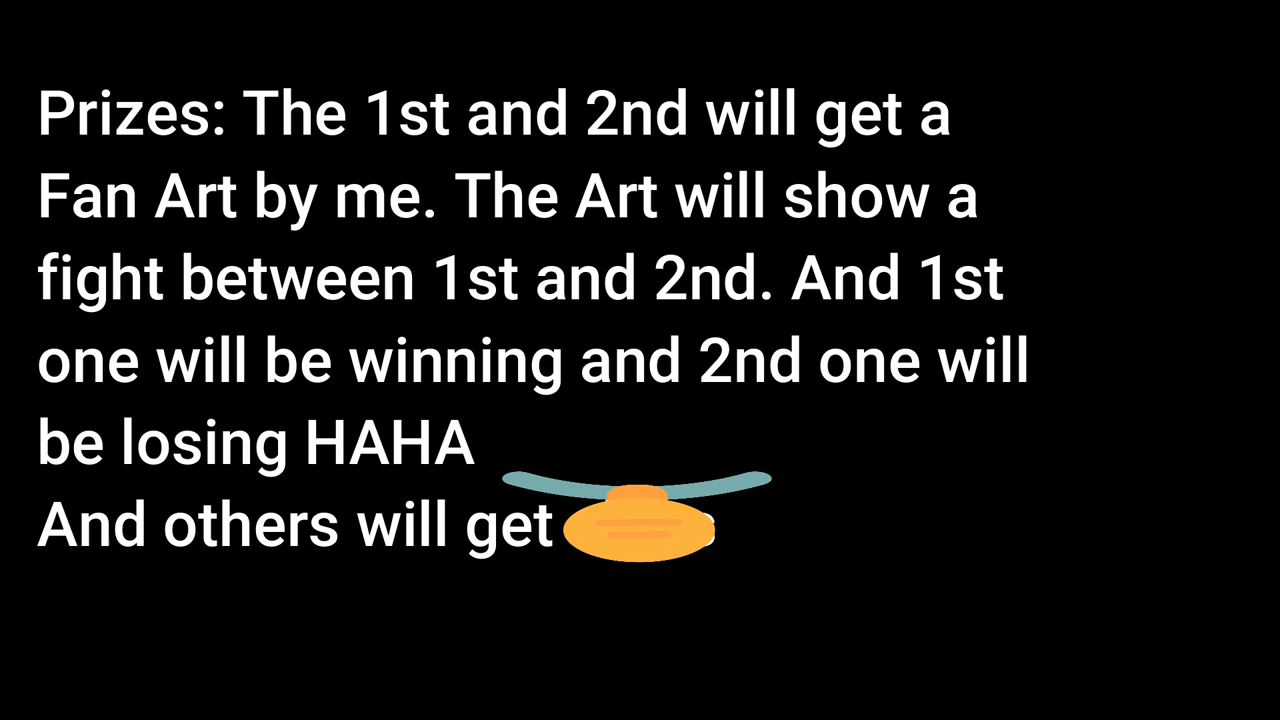 Prizes: The 1st and 2nd will get a
Fan Art by me. The Art will show a
fight between 1st and 2nd. And 1st
one will be winning and 2nd one will
be losing HAHA
And others will get